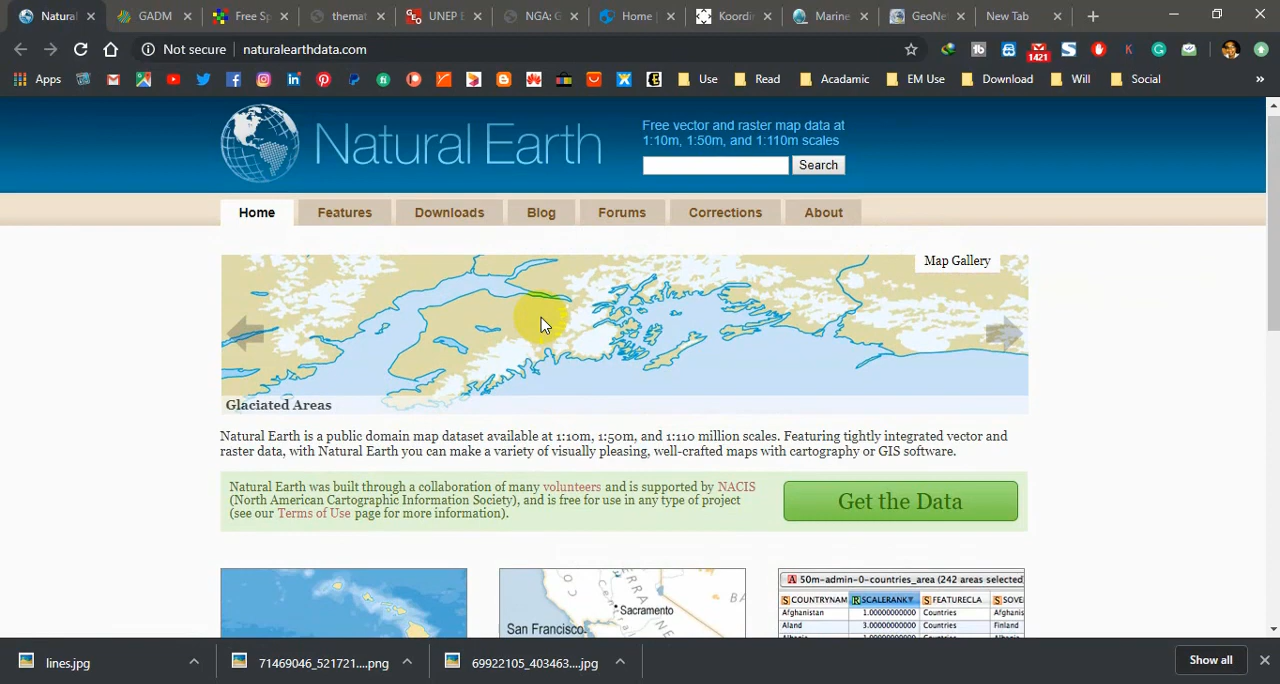 Natural
GADM
Free Sp
themat
UNEP E
NGA: G
Home |
Koordin
Marine
GeoNet
New Tab
Not secure
naturalearthdata.com
1421
Apps
Use
Read
Acadamic
EM Use
Download
Will
Social
»
Natural Earth
Free vector and raster map data at
1:10m, 1:50m, and 1:110m scales
Search
Home
Features
Downloads
Blog
Forums
Corrections
About
Map Gallery
Glaciated Areas
Natural Earth is a public domain map dataset available at 1:10m, 1:50m, and 1:110 million scales. Featuring tightly integrated vector and
raster data, with Natural Earth you can make a variety of visually pleasing, well-crafted maps with cartography or GIS software.
Natural Earth was built through a collaboration of many volunteers and is supported by NACIS
(North American Cartographic Information Society), and is free for use in any type of project
(see our Terms of Use page for more information).
Get the Data
Sacramento
San Francisco
50m-admin-0-countries_area (242 areas selected)
COUNTRYNAM SCALERANK FEATURECLA SOVE
Afghanistan 1.00000000000 Countries Afghanis
Aland 3.00000000000 Countries Finland
lines.jpg
71469046_521721....png
69922105_403463....jpg
Show all